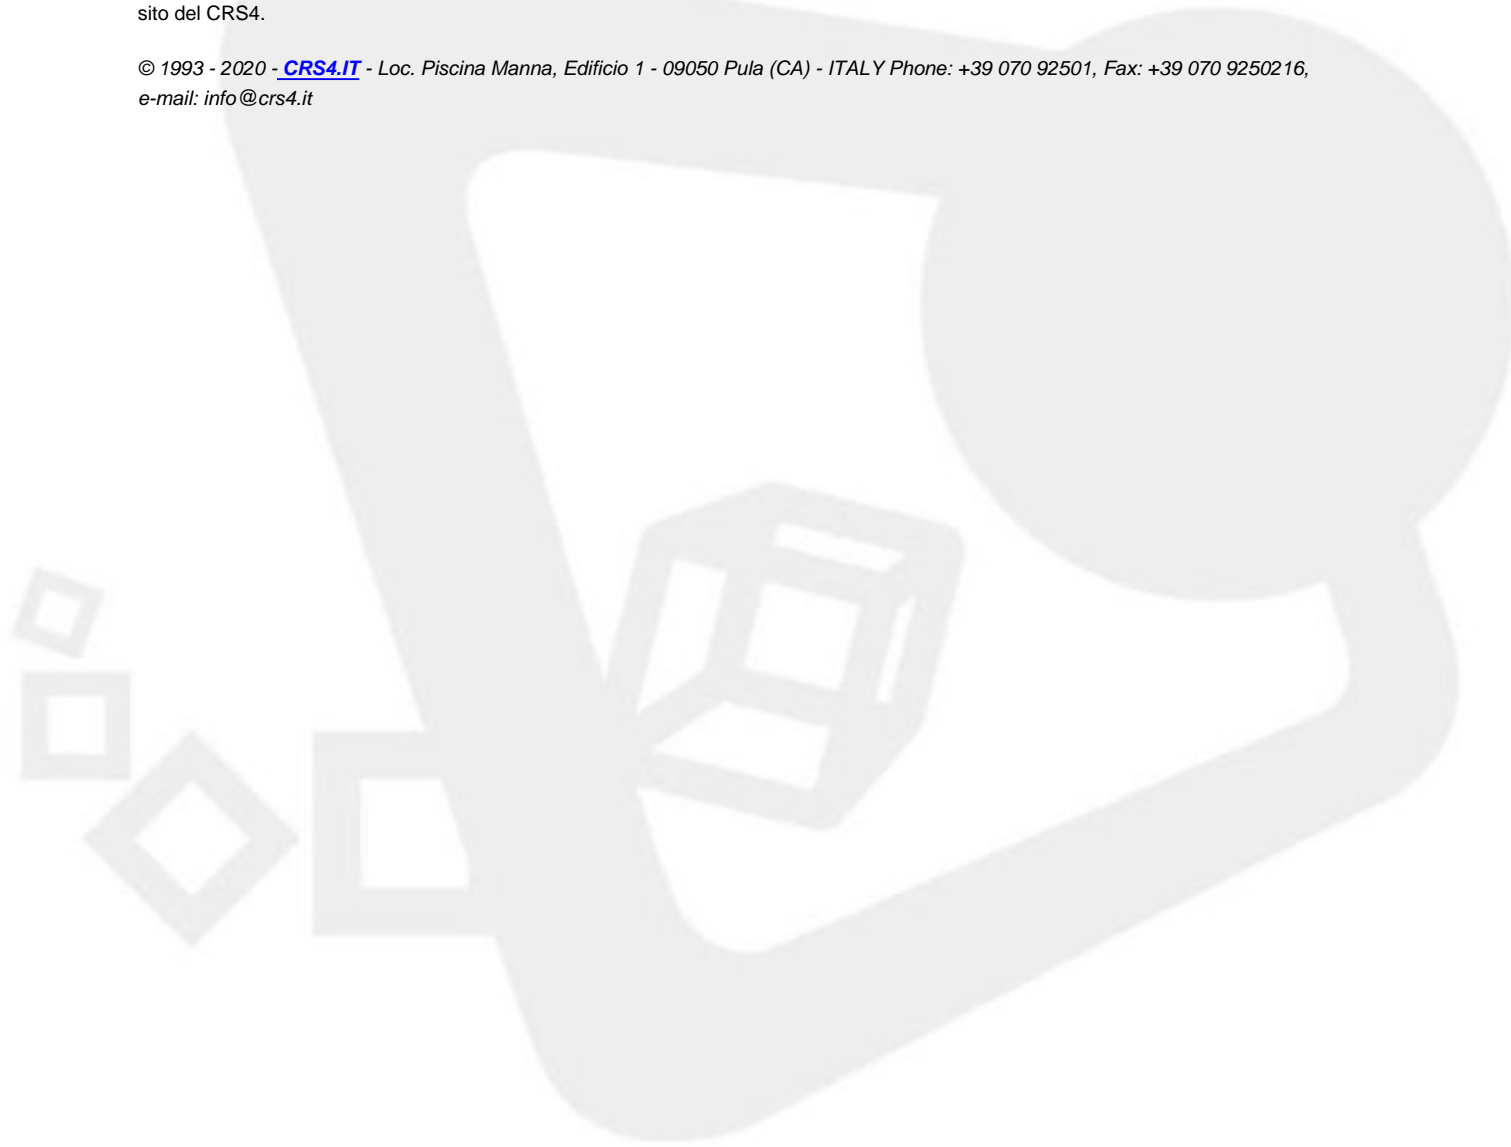 sito del CRS4.
© 1993 - 2020 - CRS4.IT - Loc. Piscina Manna, Edificio 1 - 09050 Pula (CA) - ITALY Phone: +39 070 92501, Fax: +39 070 9250216,
e-mail: info@crs4.it